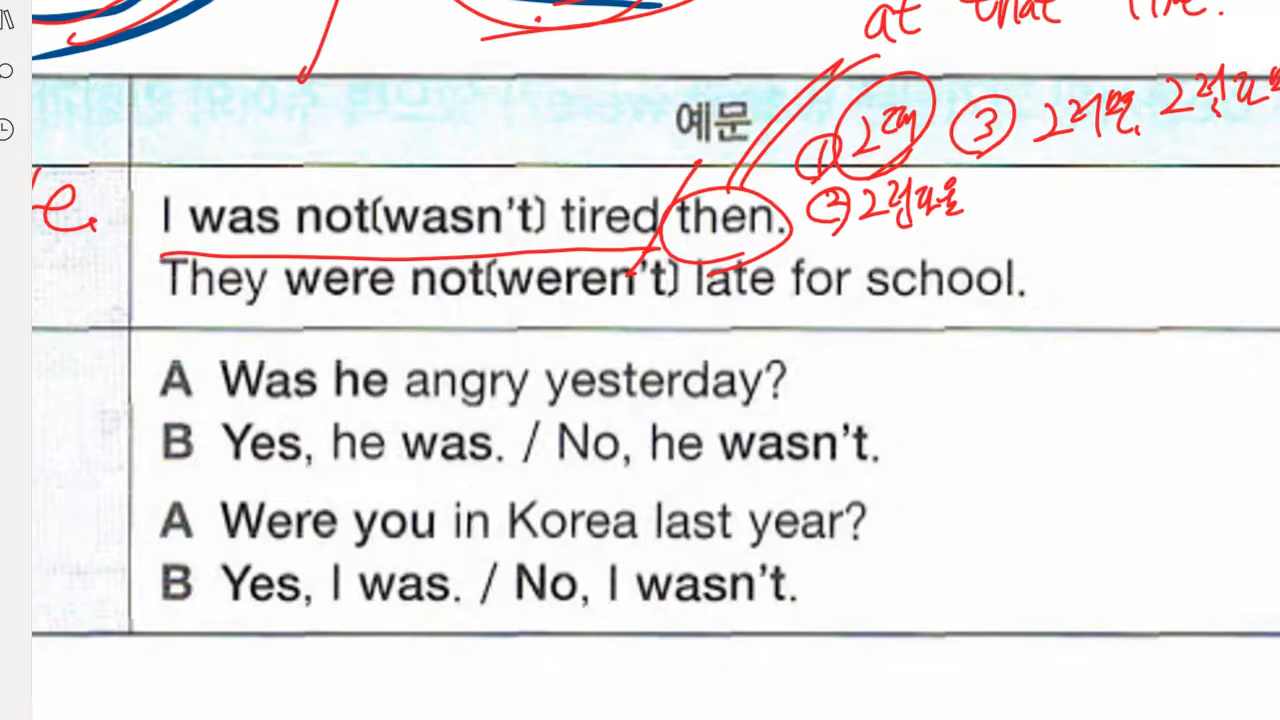 at that time.
예문
① 그때 ③ 그러면, 그렇다면
② 그런다음
e.
I was not(wasn't) tired then.
They were not(weren't) late for school.
A Was he angry yesterday?
B Yes, he was. / No, he wasn't.
A Were you in Korea last year?
B Yes, I was. / No, I wasn't.